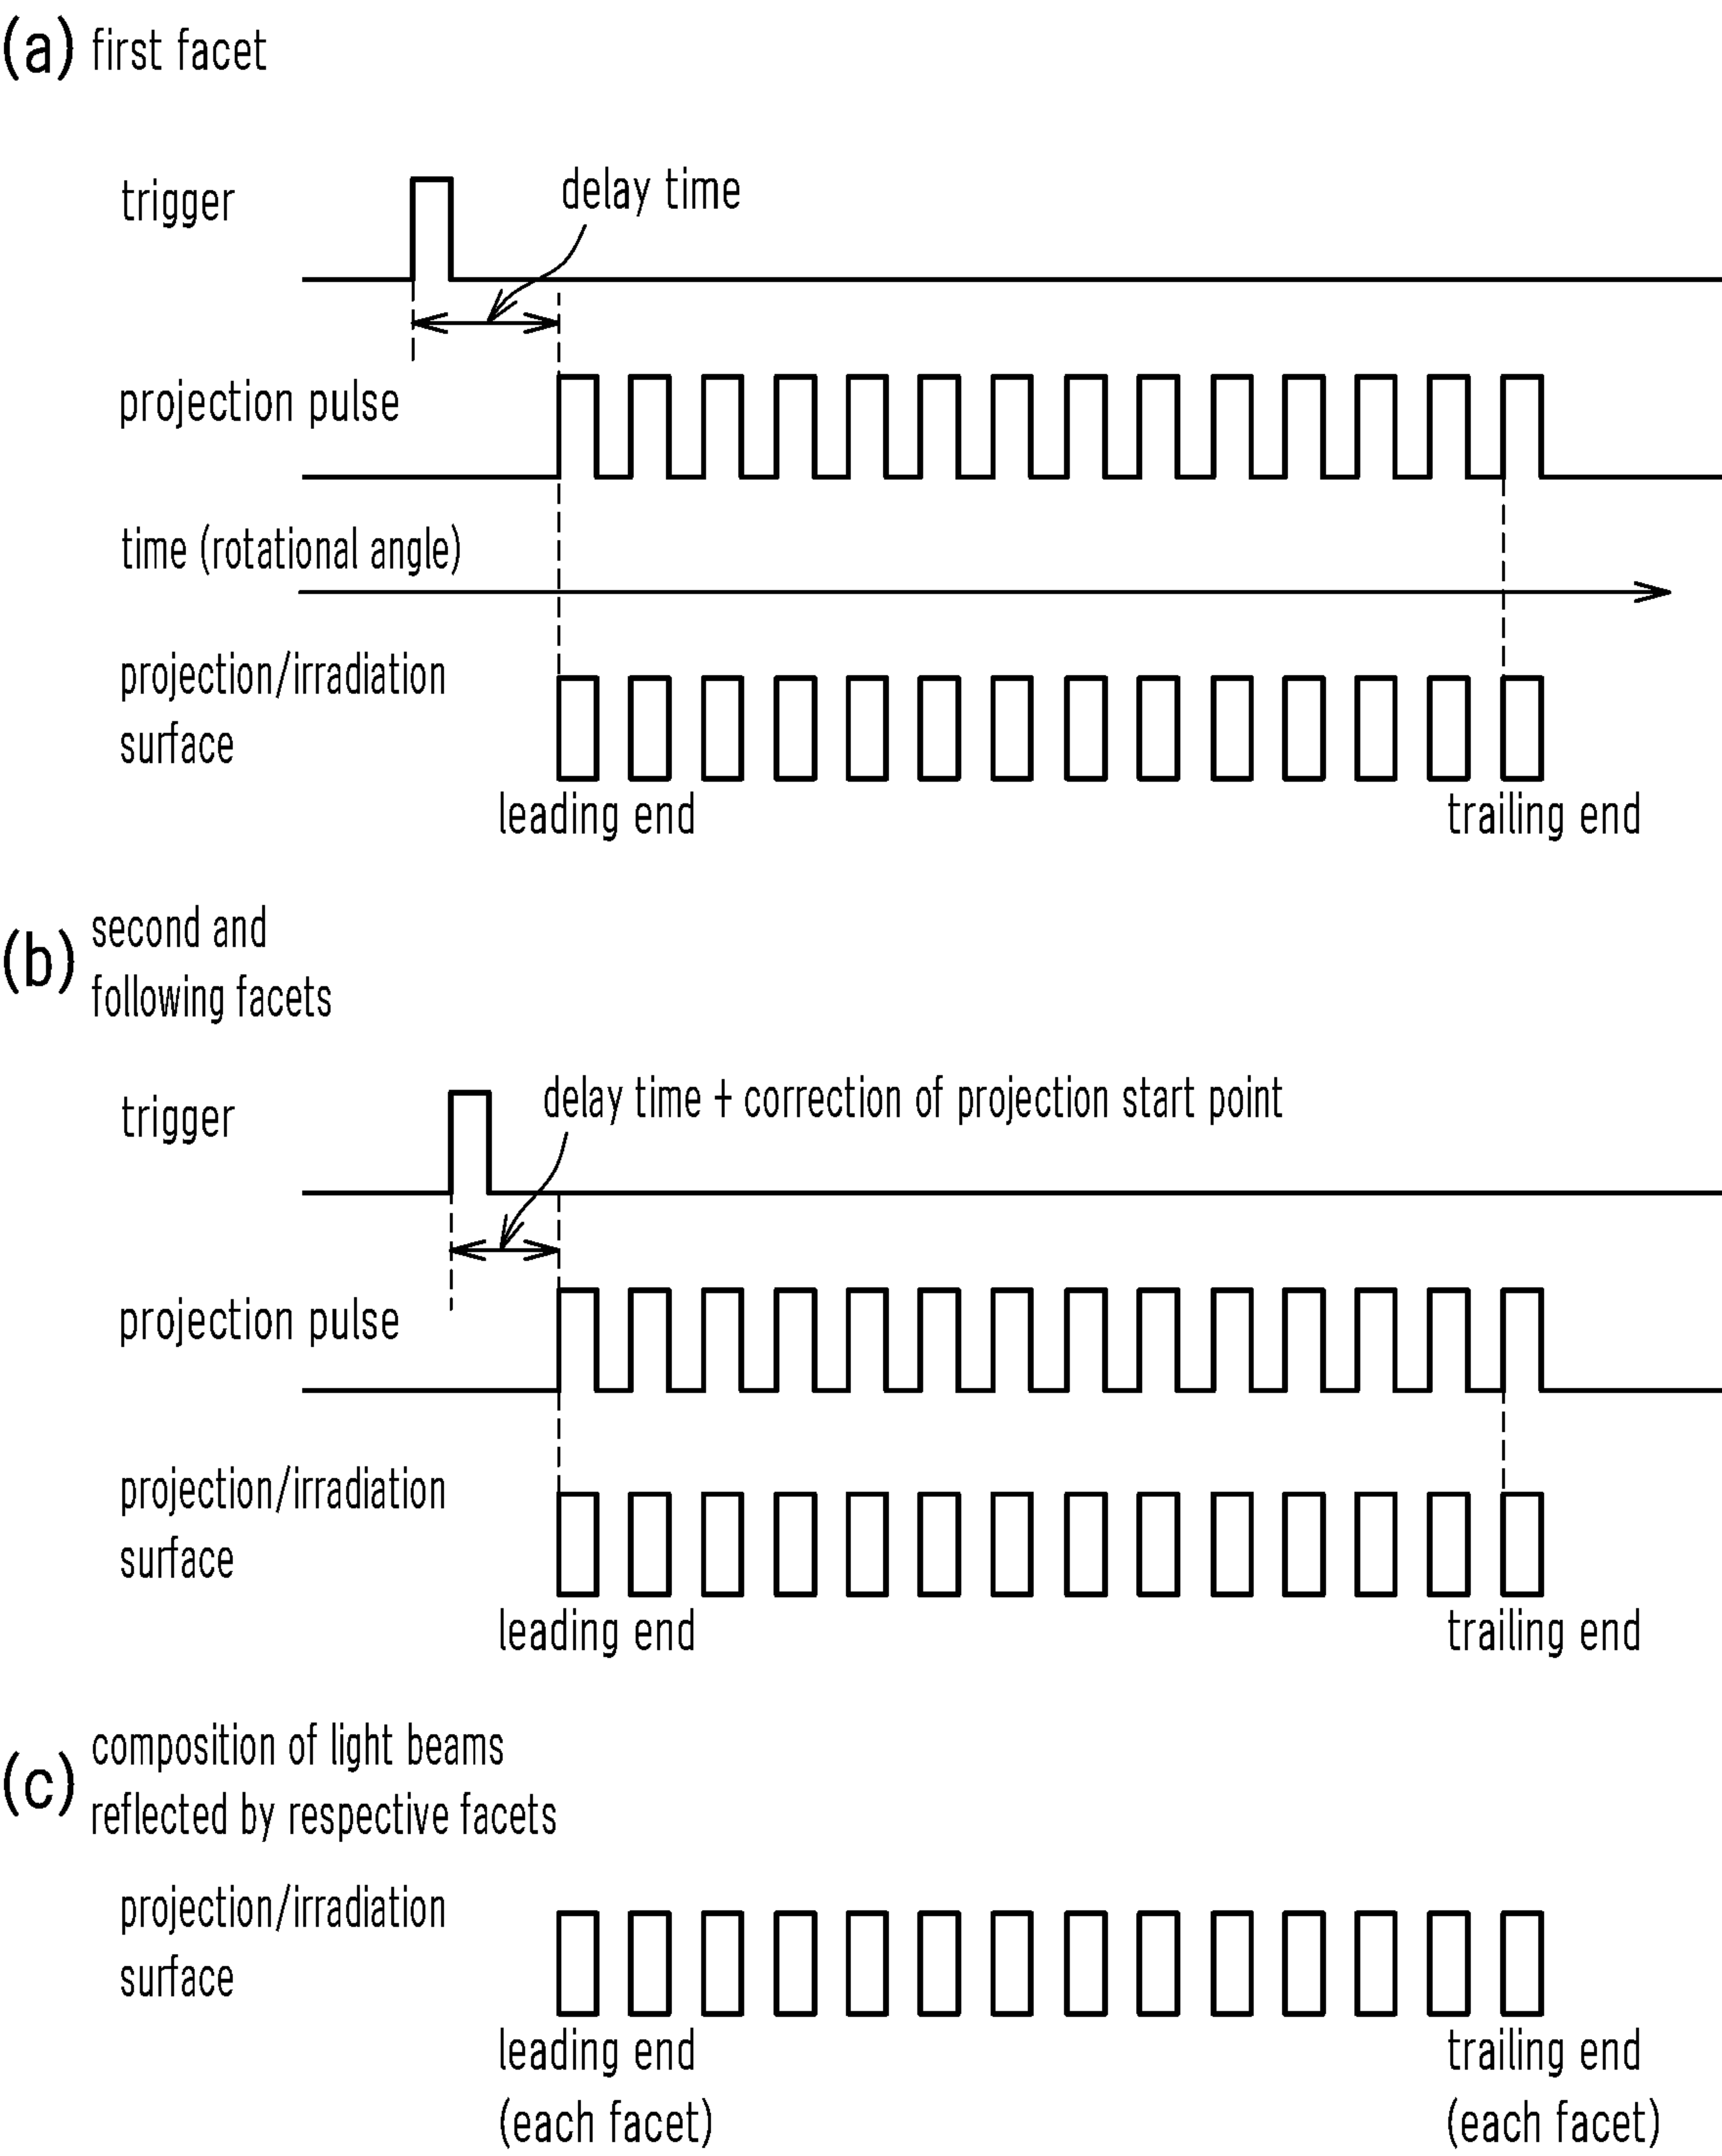 (a) first facet
trigger
delay time
projection pulse
time (rotational angle)
projection/irradiation
surface
leading end
trailing end
(b) second and
following facets
trigger
delay time + correction of projection start point
projection pulse
projection/irradiation
surface
leading end
trailing end
(c) composition of light beams
reflected by respective facets
projection/irradiation
surface
leading end
(each facet)
trailing end
(each facet)